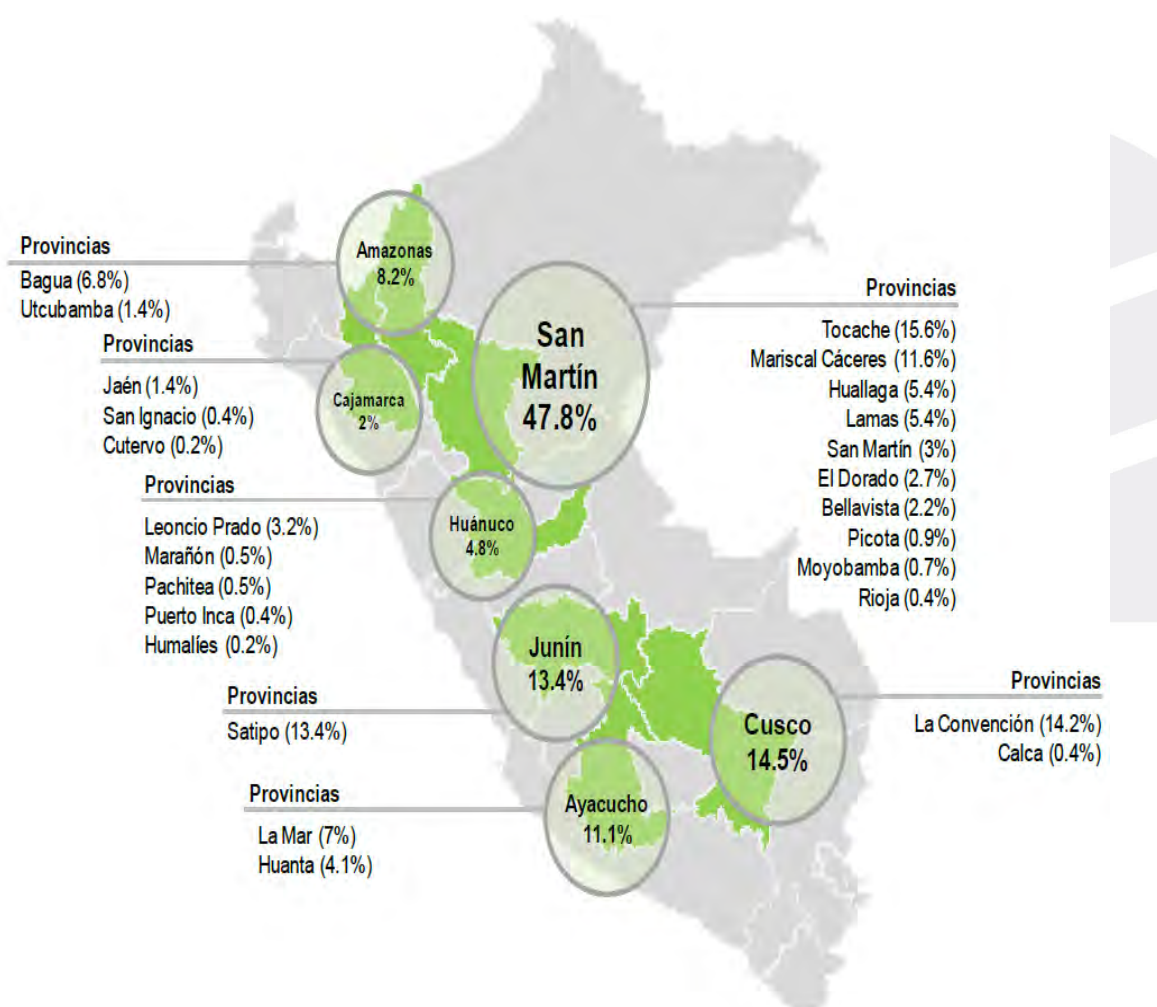 Provincias
Bagua (6.8%)
Utcubamba (1.4%)
Amazonas
8.2%
Provincias
Jaén (1.4%)
San Ignacio (0.4%)
Cutervo (0.2%)
Cajamarca
2%
San
Martín
47.8%
Provincias
Tocache (15.6%)
Mariscal Cáceres (11.6%)
Huallaga (5.4%)
Lamas (5.4%)
San Martín (3%)
El Dorado (2.7%)
Bellavista (2.2%)
Picota (0.9%)
Moyobamba (0.7%)
Rioja (0.4%)
Provincias
Leoncio Prado (3.2%)
Marañón (0.5%)
Pachitea (0.5%)
Puerto Inca (0.4%)
Humalíes (0.2%)
Huánuco
4.8%
Provincias
Satipo (13.4%)
Junín
13.4%
Provincias
La Convención (14.2%)
Calca (0.4%)
Cusco
14.5%
Provincias
La Mar (7%)
Huanta (4.1%)
Ayacucho
11.1%